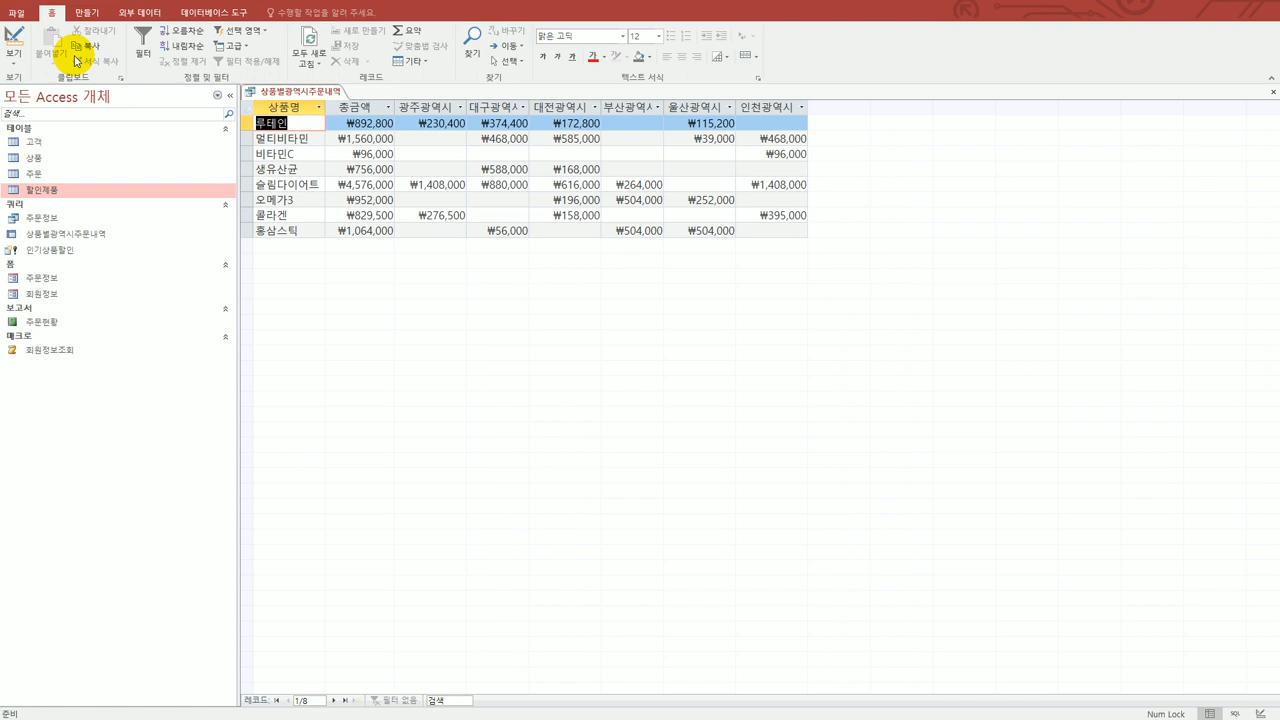 파일 홈 만들기 외부 데이터 데이터베이스 도구 수행할 작업을 알려 주세요.
보기 붙여넣기 잘라내기 복사 서식 복사 필터 오름차순 내림차순 정렬 제거 선택 영역 고급 필터 적용/해제 모두 새로 고침 새로 만들기 저장 삭제 요약 맞춤법 검사 기타 찾기 바꾸기 이동 선택 맑은 고딕 12 가 가 가 가
보기 클립보드 정렬 및 필터 레코드 찾기 텍스트 서식
모든 Access 개체
검색...
테이블
고객
상품
주문
할인제품
쿼리
주문정보
상품별광역시주문내역
인기상품할인
폼
주문정보
회원정보
보고서
주문현황
매크로
회원정보조회
상품별광역시주문내역
상품명 총금액 광주광역시 대구광역시 대전광역시 부산광역시 울산광역시 인천광역시
루테인 ₩892,800 ₩230,400 ₩374,400 ₩172,800 ₩115,200
멀티비타민 ₩1,560,000 ₩468,000 ₩585,000 ₩39,000 ₩468,000
비타민C ₩96,000 ₩96,000
생유산균 ₩756,000 ₩588,000 ₩168,000
슬림다이어트 ₩4,576,000 ₩1,408,000 ₩880,000 ₩616,000 ₩264,000 ₩1,408,000
오메가3 ₩952,000 ₩196,000 ₩504,000 ₩252,000
콜라겐 ₩829,500 ₩276,500 ₩158,000 ₩395,000
홍삼스틱 ₩1,064,000 ₩56,000 ₩504,000 ₩504,000
레코드: 1/8 필터 없음 검색
준비 Num Lock SQL